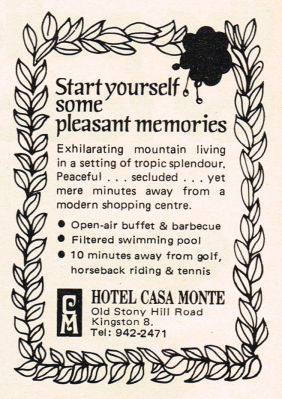 Start yourself
some
pleasant memories
Exhilarating mountain living
in a setting of tropic splendour.
Peaceful . . . secluded . . . yet
mere minutes away from a
modern shopping centre.
● Open-air buffet & barbecue
● Filtered swimming pool
● 10 minutes away from golf,
horseback riding & tennis
CM
HOTEL CASA MONTE
Old Stony Hill Road
Kingston 8.
Tel: 942-2471